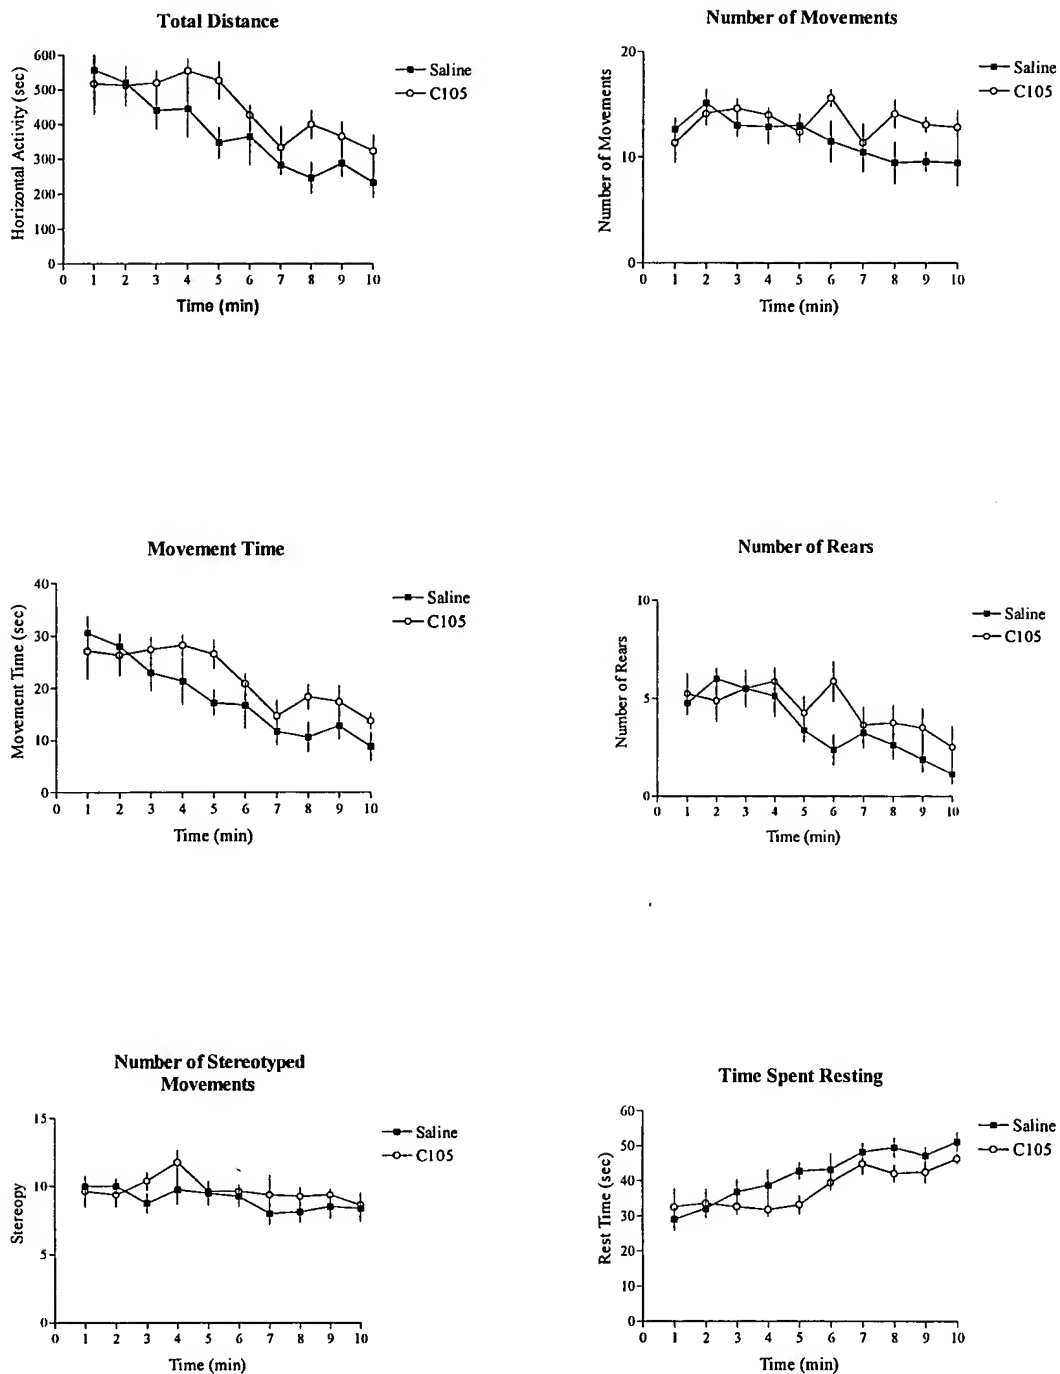 Total Distance
Horizontal Activity (sec)
600
500
400
300
200
100
0
0 1 2 3 4 5 6 7 8 9 10
Time (min)
Saline
C105
Number of Movements
Number of Movements
20
10
0
0 1 2 3 4 5 6 7 8 9 10
Time (min)
Saline
C105
Movement Time
Movement Time (sec)
40
30
20
10
0
0 1 2 3 4 5 6 7 8 9 10
Time (min)
Saline
C105
Number of Rears
Number of Rears
10
5
0
0 1 2 3 4 5 6 7 8 9 10
Time (min)
Saline
C105
Number of Stereotyped
Movements
Stereopy
15
10
5
0
0 1 2 3 4 5 6 7 8 9 10
Time (min)
Saline
C105
Time Spent Resting
Rest Time (sec)
60
50
40
30
20
10
0
0 1 2 3 4 5 6 7 8 9 10
Time (min)
Saline
C105